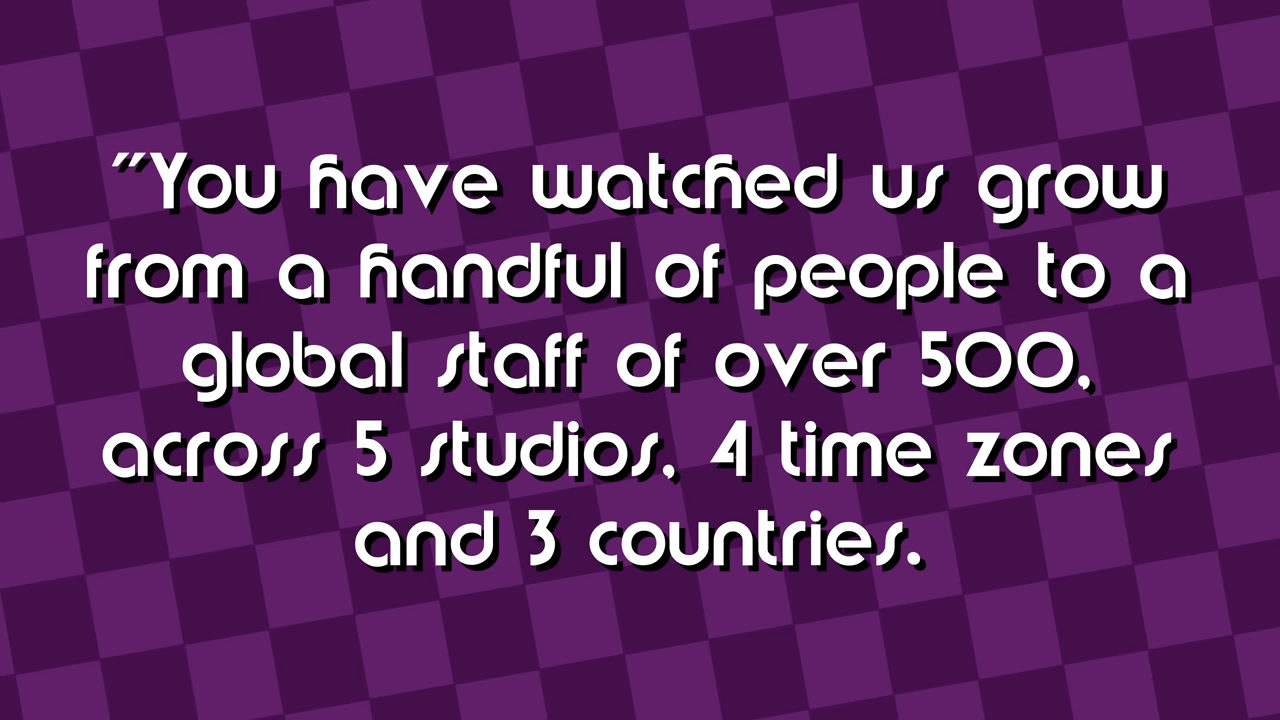 "You have watched us grow
from a handful of people to a
global staff of over 500,
across 5 studios, 4 time zones
and 3 countries.